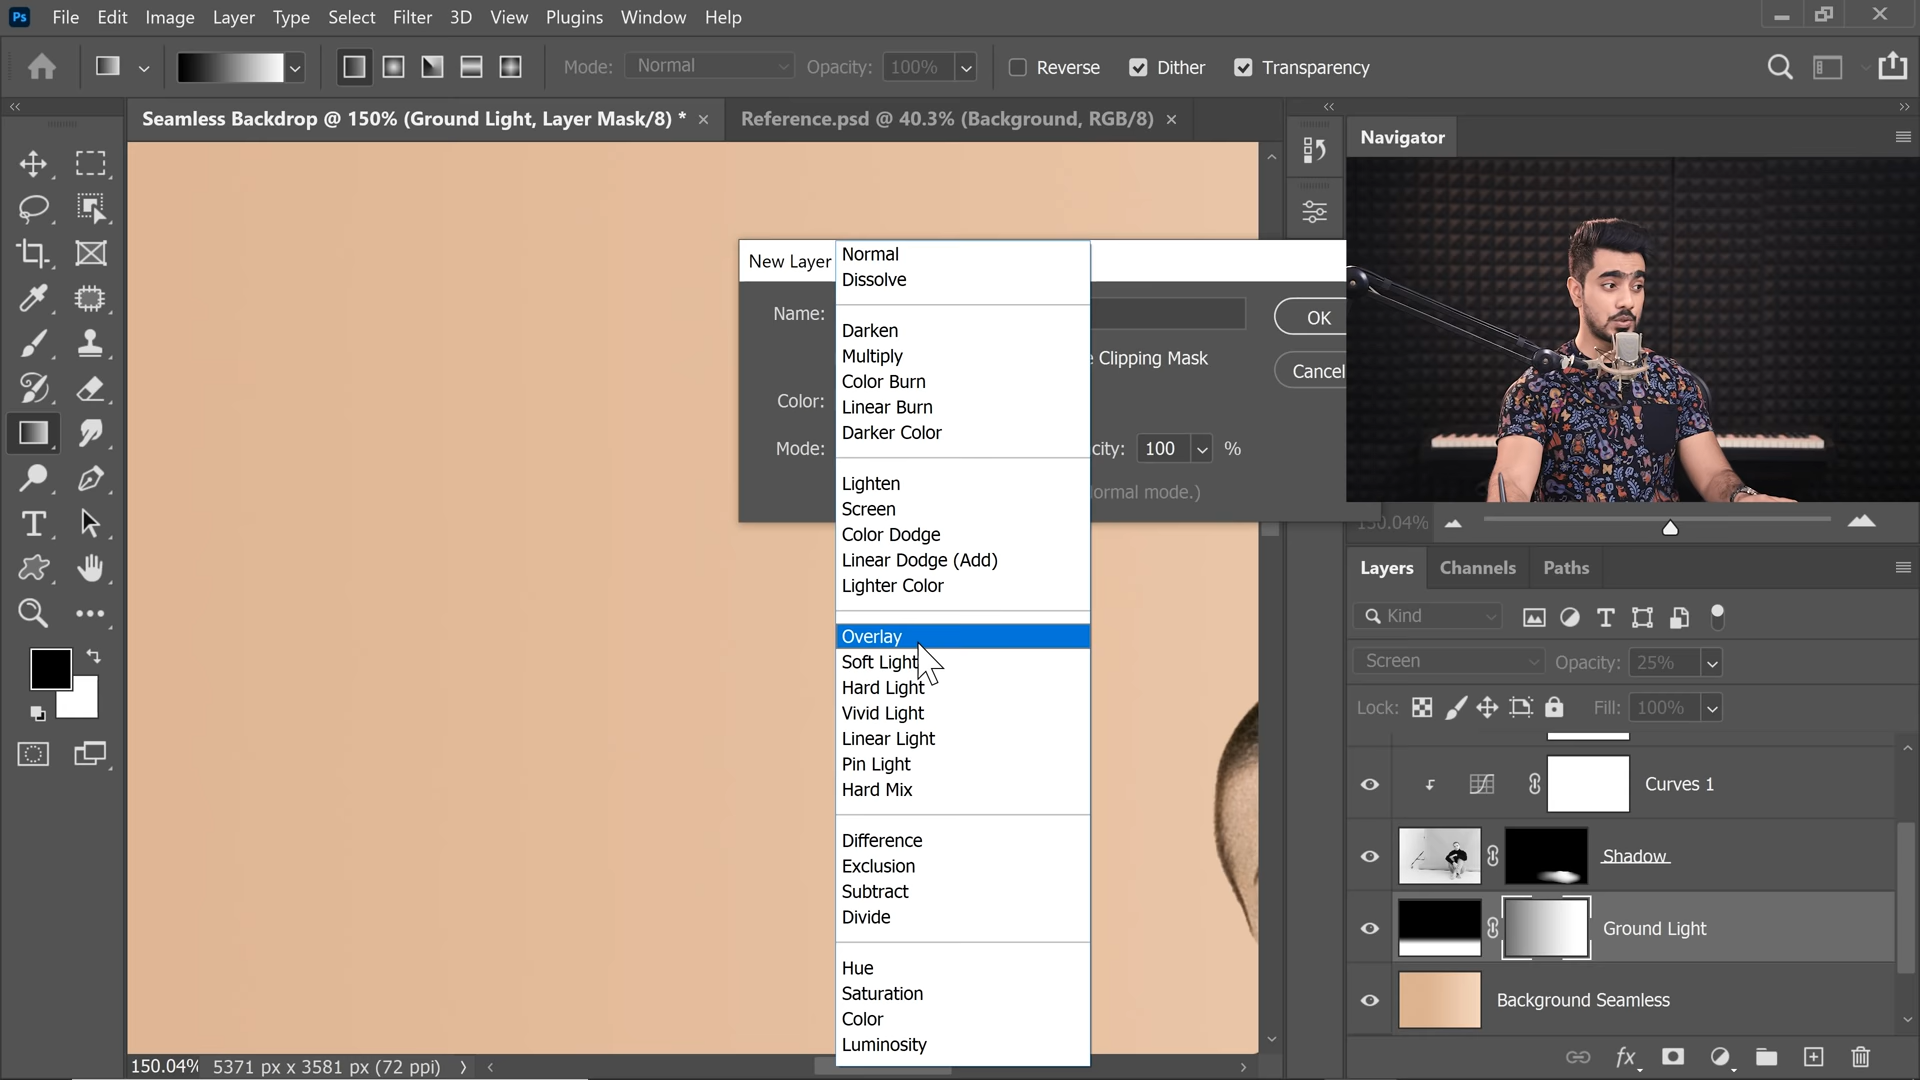 Ps File Edit Image Layer Type Select Filter 3D View Plugins Window Help
Mode: Normal Opacity: 100% Reverse Dither Transparency
Seamless Backdrop @ 150% (Ground Light, Layer Mask/8) * × Reference.psd @ 40.3% (Background, RGB/8) ×
Navigator
New Layer
Name:
OK
Clipping Mask
Cancel
Color:
Mode:
city: 100 %
ormal mode.)
Normal
Dissolve
Darken
Multiply
Color Burn
Linear Burn
Darker Color
Lighten
Screen
Color Dodge
Linear Dodge (Add)
Lighter Color
Overlay
Soft Light
Hard Light
Vivid Light
Linear Light
Pin Light
Hard Mix
Difference
Exclusion
Subtract
Divide
Hue
Saturation
Color
Luminosity
150.04%
Layers Channels Paths
Kind
Screen Opacity: 25%
Lock: Fill: 100%
Curves 1
Shadow
Ground Light
Background Seamless
fx
150.04% 5371 px x 3581 px (72 ppi)